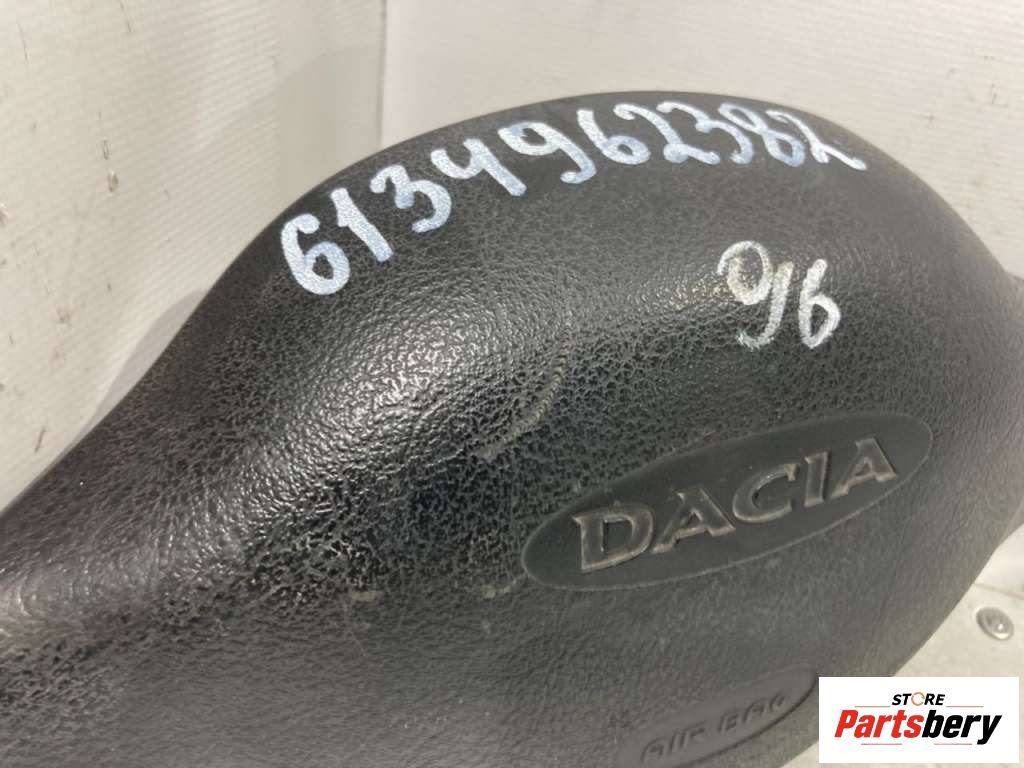 6134962382
96
DACIA
AIR BAG
STORE
Partsbery